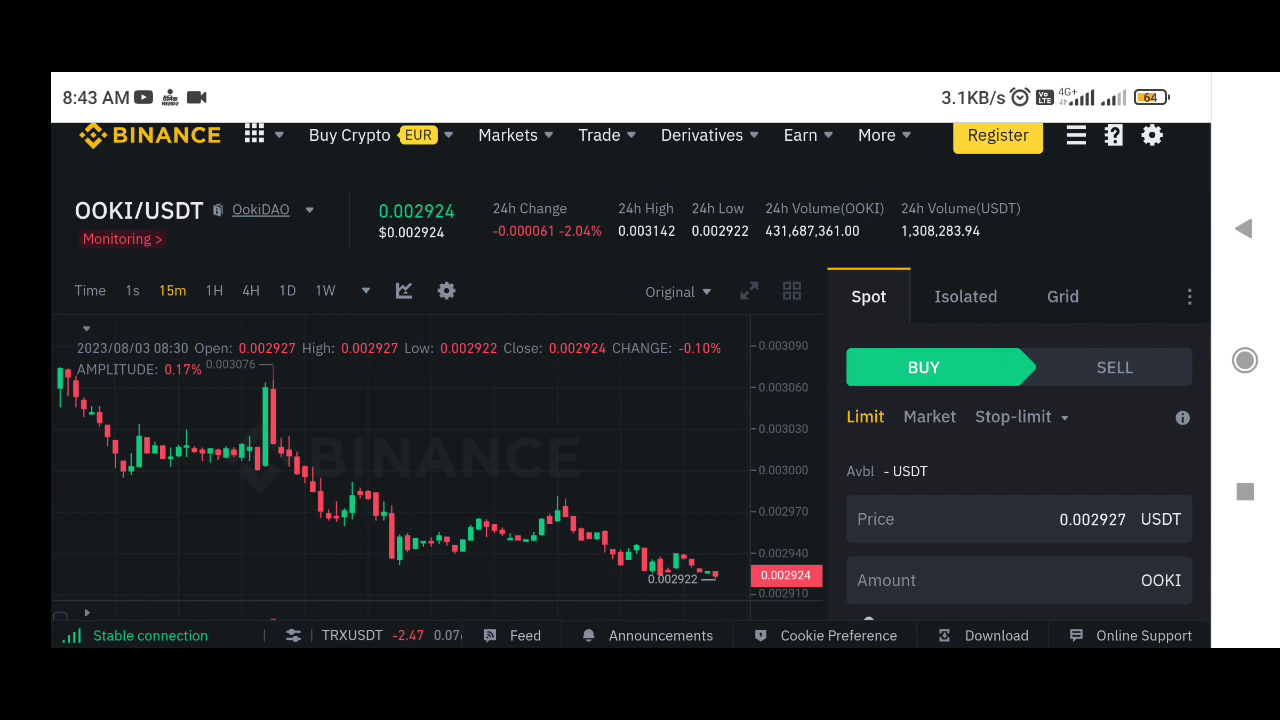 8:43 AM 3.1KB/s Vo LTE 4G+ 64
BINANCE Buy Crypto EUR Markets Trade Derivatives Earn More Register
OOKI/USDT OokiDAO 0.002924 24h Change 24h High 24h Low 24h Volume(OOKI) 24h Volume(USDT)
Monitoring > $0.002924 -0.000061 -2.04% 0.003142 0.002922 431,687,361.00 1,308,283.94
Time 1s 15m 1H 4H 1D 1W Original
Spot Isolated Grid
2023/08/03 08:30 Open: 0.002927 High: 0.002927 Low: 0.002922 Close: 0.002924 CHANGE: -0.10%
AMPLITUDE: 0.17% 0.003076
0.003090
0.003060
0.003030
0.003000
0.002970
0.002940
0.002924
0.002910
BINANCE
0.002922
BUY SELL
Limit Market Stop-limit
Avbl - USDT
Price 0.002927 USDT
Amount OOKI
Stable connection TRXUSDT -2.47 0.07 Feed Announcements Cookie Preference Download Online Support